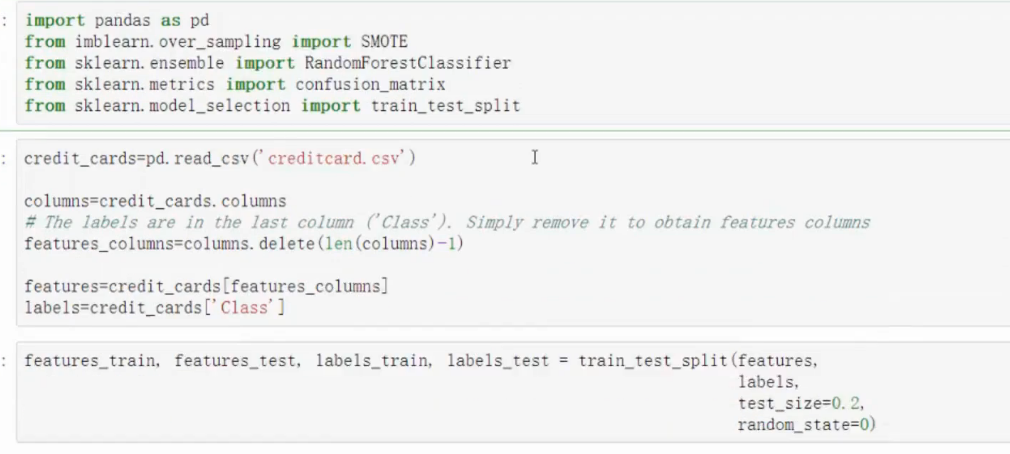 : import pandas as pd
from imblearn.over_sampling import SMOTE
from sklearn.ensemble import RandomForestClassifier
from sklearn.metrics import confusion_matrix
from sklearn.model_selection import train_test_split
: credit_cards=pd.read_csv('creditcard.csv')
columns=credit_cards.columns
# The labels are in the last column ('Class'). Simply remove it to obtain features columns
features_columns=columns.delete(len(columns)-1)
features=credit_cards[features_columns]
labels=credit_cards['Class']
: features_train, features_test, labels_train, labels_test = train_test_split(features,
labels,
test_size=0.2,
random_state=0)